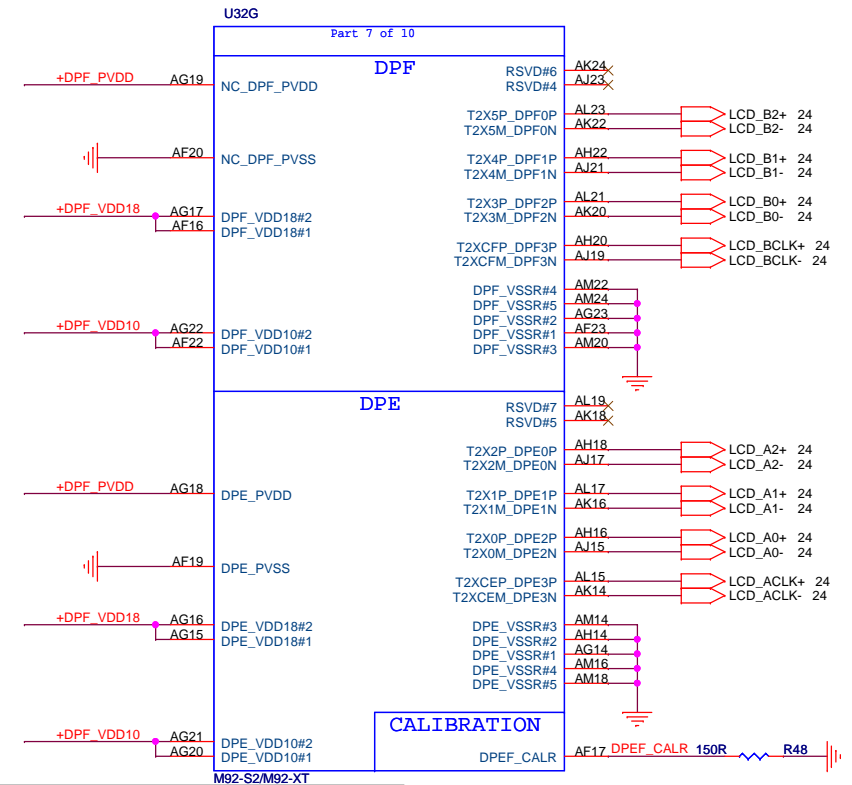 U32G
Part 7 of 10
DPF
+DPF_PVDD AG19 NC_DPF_PVDD
RSVD#6 AK24
RSVD#4 AJ23
T2X5P_DPF0P AL23 LCD_B2+ 24
T2X5M_DPF0N AK22 LCD_B2- 24
AF20 NC_DPF_PVSS
T2X4P_DPF1P AH22 LCD_B1+ 24
T2X4M_DPF1N AJ21 LCD_B1- 24
+DPF_VDD18 AG17 DPF_VDD18#2
AF16 DPF_VDD18#1
T2X3P_DPF2P AL21 LCD_B0+ 24
T2X3M_DPF2N AK20 LCD_B0- 24
T2XCFP_DPF3P AH20 LCD_BCLK+ 24
T2XCFM_DPF3N AJ19 LCD_BCLK- 24
DPF_VSSR#4 AM22
DPF_VSSR#5 AM24
DPF_VSSR#2 AG23
DPF_VSSR#1 AF23
DPF_VSSR#3 AM20
+DPF_VDD10 AG22 DPF_VDD10#2
AF22 DPF_VDD10#1
DPE
RSVD#7 AL19
RSVD#5 AK18
T2X2P_DPE0P AH18 LCD_A2+ 24
T2X2M_DPE0N AJ17 LCD_A2- 24
+DPF_PVDD AG18 DPE_PVDD
T2X1P_DPE1P AL17 LCD_A1+ 24
T2X1M_DPE1N AK16 LCD_A1- 24
T2X0P_DPE2P AH16 LCD_A0+ 24
T2X0M_DPE2N AJ15 LCD_A0- 24
AF19 DPE_PVSS
T2XCEP_DPE3P AL15 LCD_ACLK+ 24
T2XCEM_DPE3N AK14 LCD_ACLK- 24
+DPF_VDD18 AG16 DPE_VDD18#2
AG15 DPE_VDD18#1
DPE_VSSR#3 AM14
DPE_VSSR#2 AH14
DPE_VSSR#1 AG14
DPE_VSSR#4 AM16
DPE_VSSR#5 AM18
+DPF_VDD10 AG21 DPE_VDD10#2
AG20 DPE_VDD10#1
CALIBRATION
DPEF_CALR AF17 DPEF_CALR 150R R48
M92-S2/M92-XT